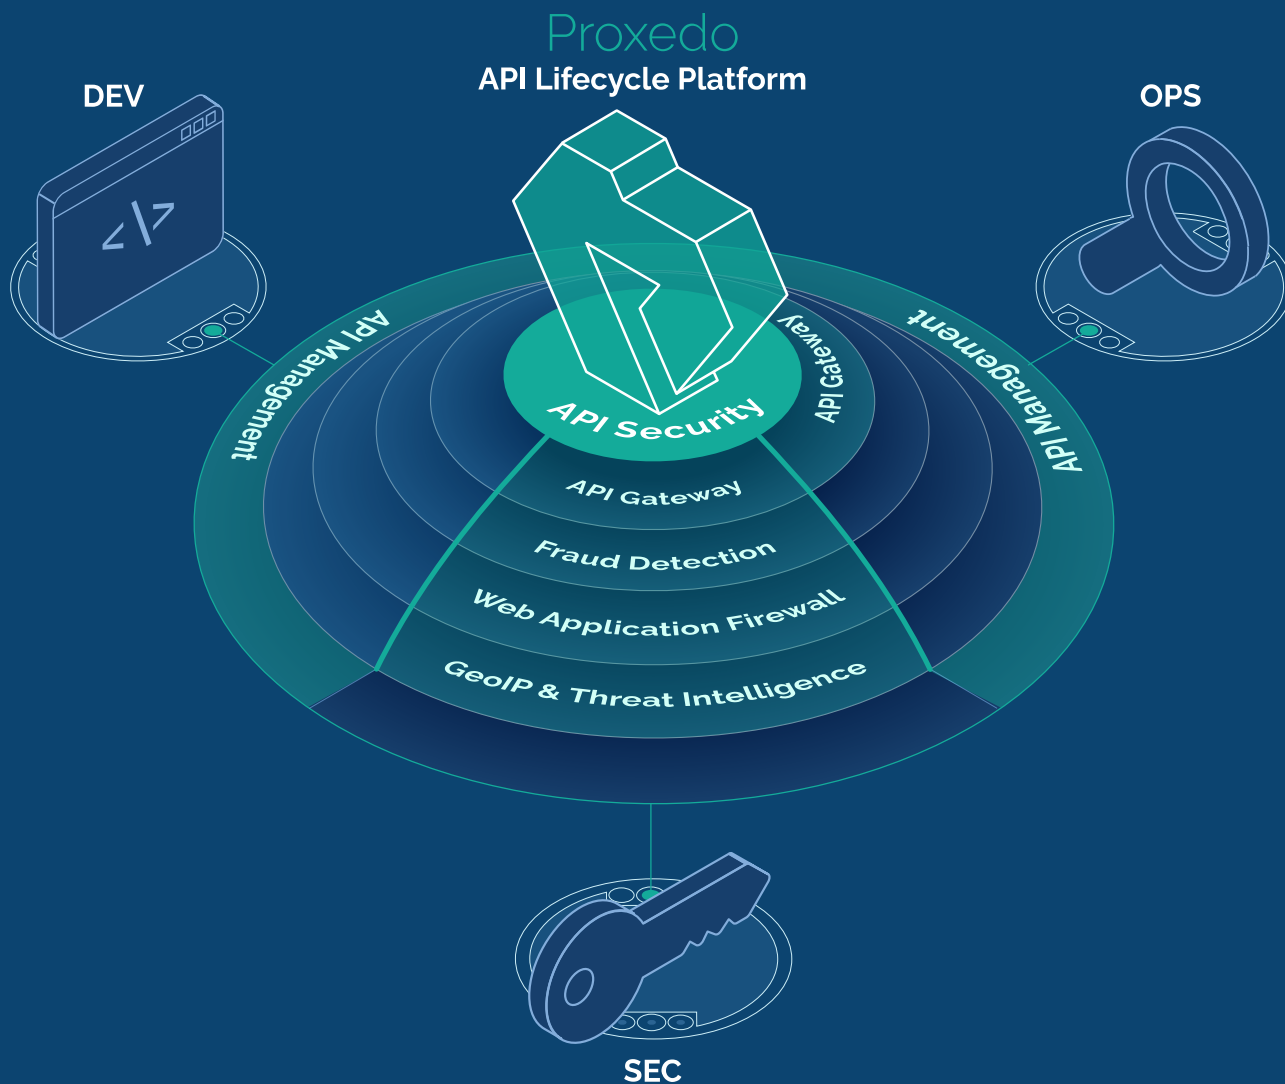 Proxedo
API Lifecycle Platform
DEV
OPS
</>
API Management
API Gateway
API Management
API Security
API Gateway
Fraud Detection
Web Application Firewall
GeoIP & Threat Intelligence
SEC